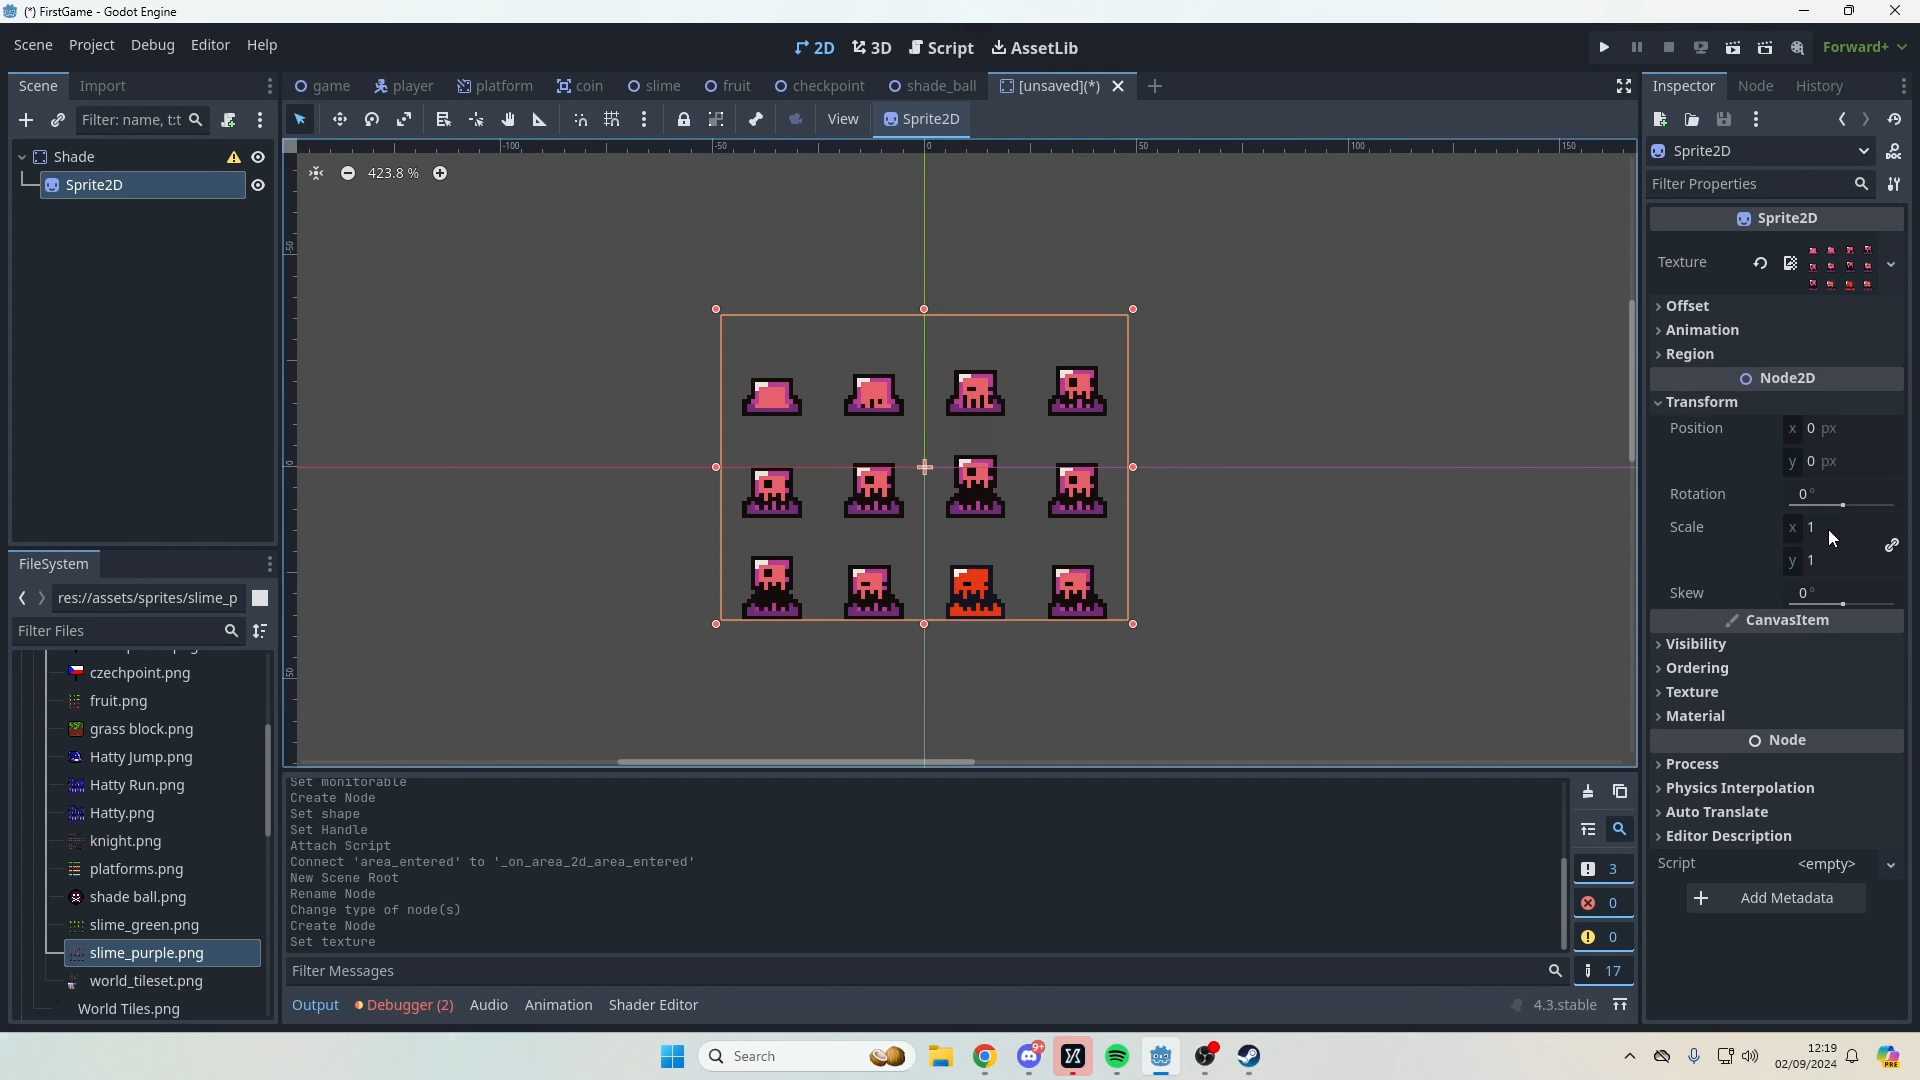 (*) FirstGame - Godot Engine
Scene Project Debug Editor Help
2D 3D Script AssetLib
Forward+
Scene Import
game player platform coin slime fruit checkpoint shade_ball [unsaved](*)
Inspector Node History
Filter: name, t:t
View Sprite2D
Shade
Sprite2D
-100 -50 0 50 100 150
423.8 %
Sprite2D
Filter Properties
Sprite2D
Texture
Offset
Animation
Region
Node2D
Transform
Position x 0 px
y 0 px
Rotation 0 °
Scale x 1
y 1
Skew 0 °
CanvasItem
Visibility
Ordering
Texture
Material
Node
Process
Physics Interpolation
Auto Translate
Editor Description
Script <empty>
Add Metadata
-50
0
50
FileSystem
res://assets/sprites/slime_p
Filter Files
czechpoint.png
fruit.png
grass block.png
Hatty Jump.png
Hatty Run.png
Hatty.png
knight.png
platforms.png
shade ball.png
slime_green.png
slime_purple.png
world_tileset.png
World Tiles.png
Set monitorable
Create Node
Set shape
Set Handle
Attach Script
Connect 'area_entered' to '_on_area_2d_area_entered'
New Scene Root
Rename Node
Change type of node(s)
Create Node
Set texture
3
0
0
17
Filter Messages
Output Debugger (2) Audio Animation Shader Editor
4.3.stable
Search
9+
12:19
02/09/2024
PRE